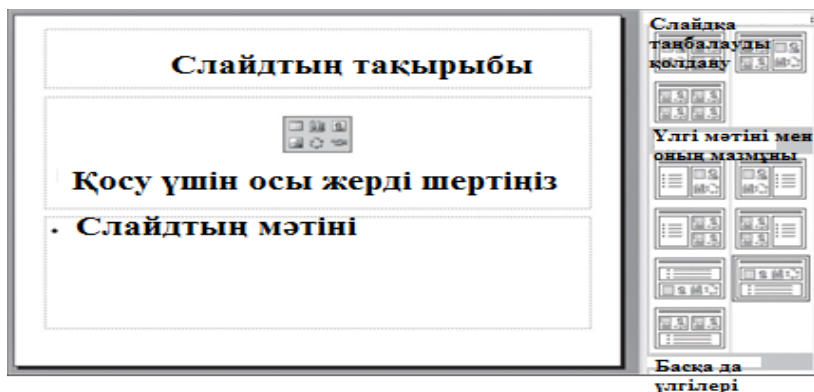 Слайдтың тақырыбы
Қосу үшін осы жерді шертіңіз
• Слайдтың мәтіні
Слайдқа
таңбалауды
қолдану
Үлгі мәтіні мен
оның мазмұны
Басқа да
үлгілері